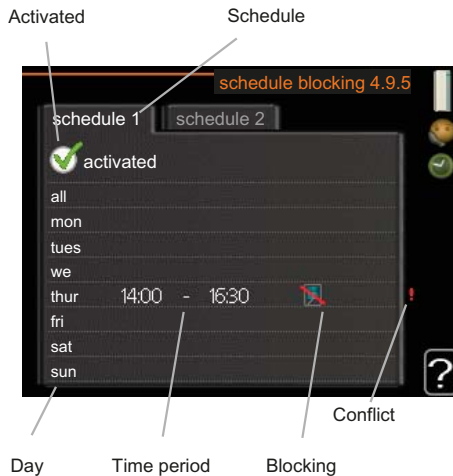 Activated Schedule
schedule blocking 4.9.5
schedule 1 schedule 2
activated
all
mon
tues
we
thur 14:00 - 16:30 !
fri
sat
sun
?
Conflict
Day Time period Blocking